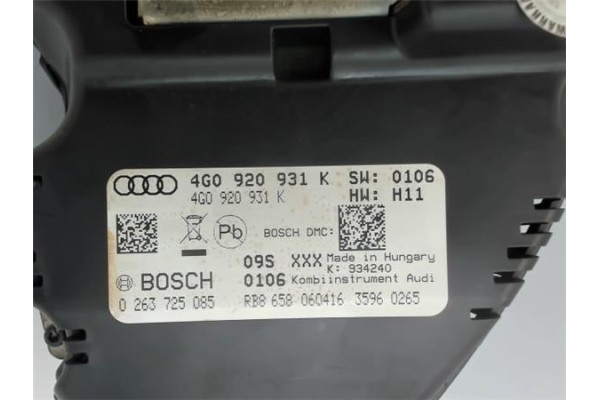 4G0 920 931 K SW: 0106
4G0 920 931 K HW: H11
Pb
BOSCH DMC:
09S XXX Made in Hungary
K: 934240
BOSCH 0106 Kombiinstrument Audi
0 263 725 085 RB8 658 060416 3596 0265